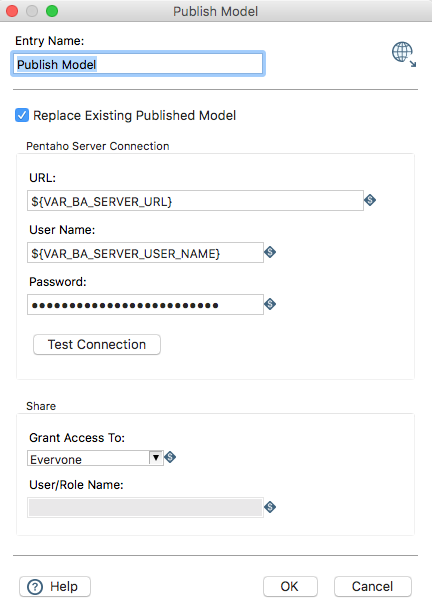 Publish Model
Entry Name:
Publish Model
Replace Existing Published Model
Pentaho Server Connection
URL:
${VAR_BA_SERVER_URL}
User Name:
${VAR_BA_SERVER_USER_NAME}
Password:
●●●●●●●●●●●●●●●●●●●●●●●●●
Test Connection
Share
Grant Access To:
Everyone
User/Role Name:
? Help
OK
Cancel